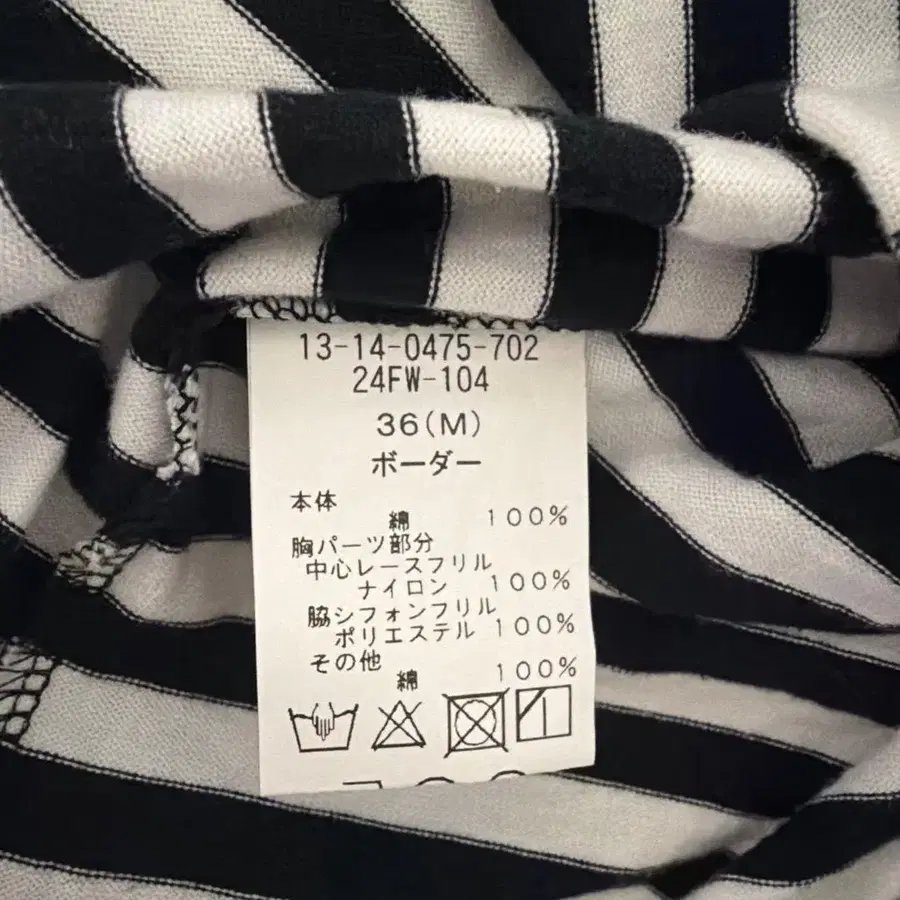 13-14-0475-702
24FW-104
36(M)
ボーダー
本体
綿 100%
胸パーツ部分
中心レースフリル
ナイロン 100%
脇シフォンフリル
ポリエステル 100%
その他
綿 100%